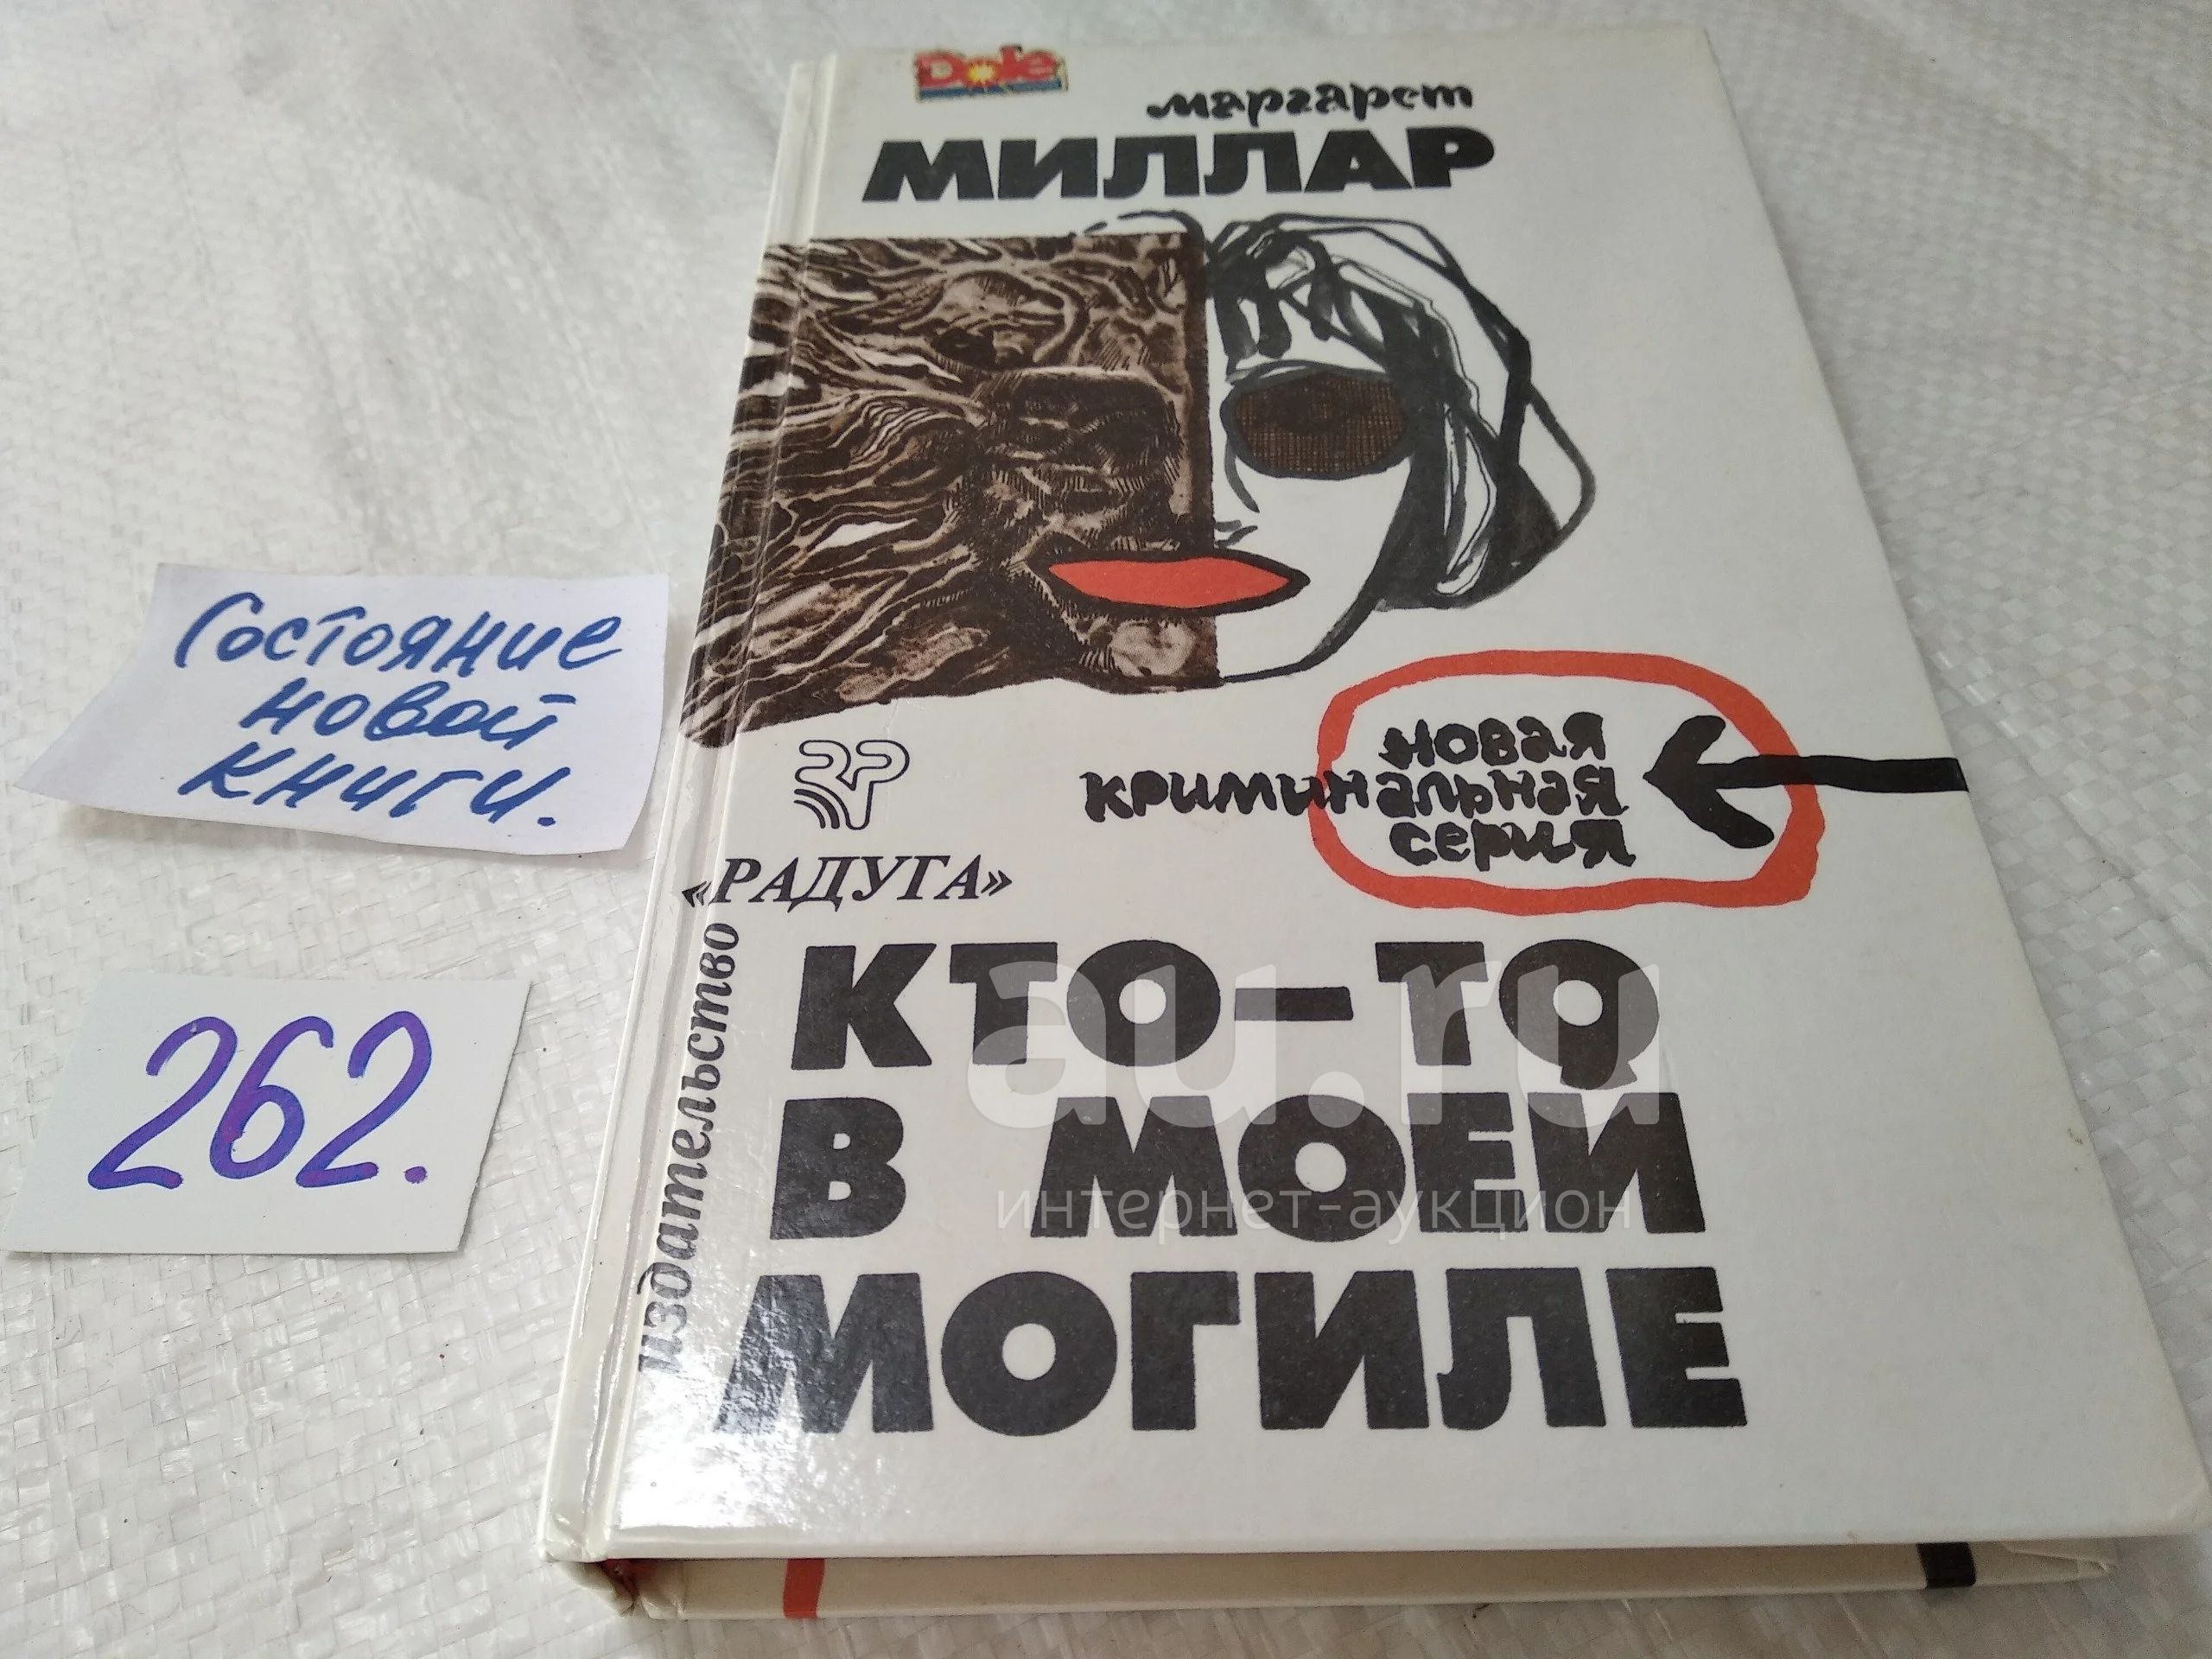 Dole
маргарет
МИЛЛАР
Состояние
новой
книги.
новая
криминальная
серия
«РАДУГА»
издательство
КТО-ТО
В МОЕЙ
МОГИЛЕ
262.
au.ru
интернет-аукцион